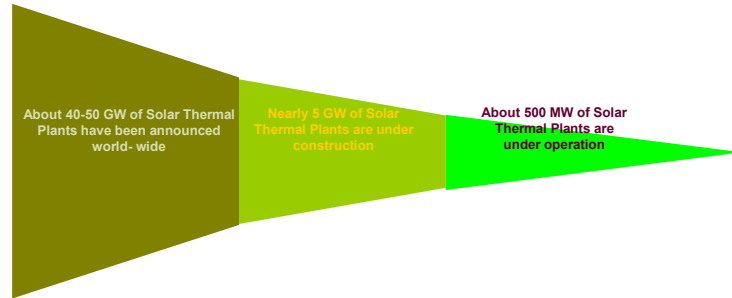 About 40-50 GW of Solar Thermal
Plants have been announced
world- wide
Nearly 5 GW of Solar
Thermal Plants are under
construction
About 500 MW of Solar
Thermal Plants are
under operation